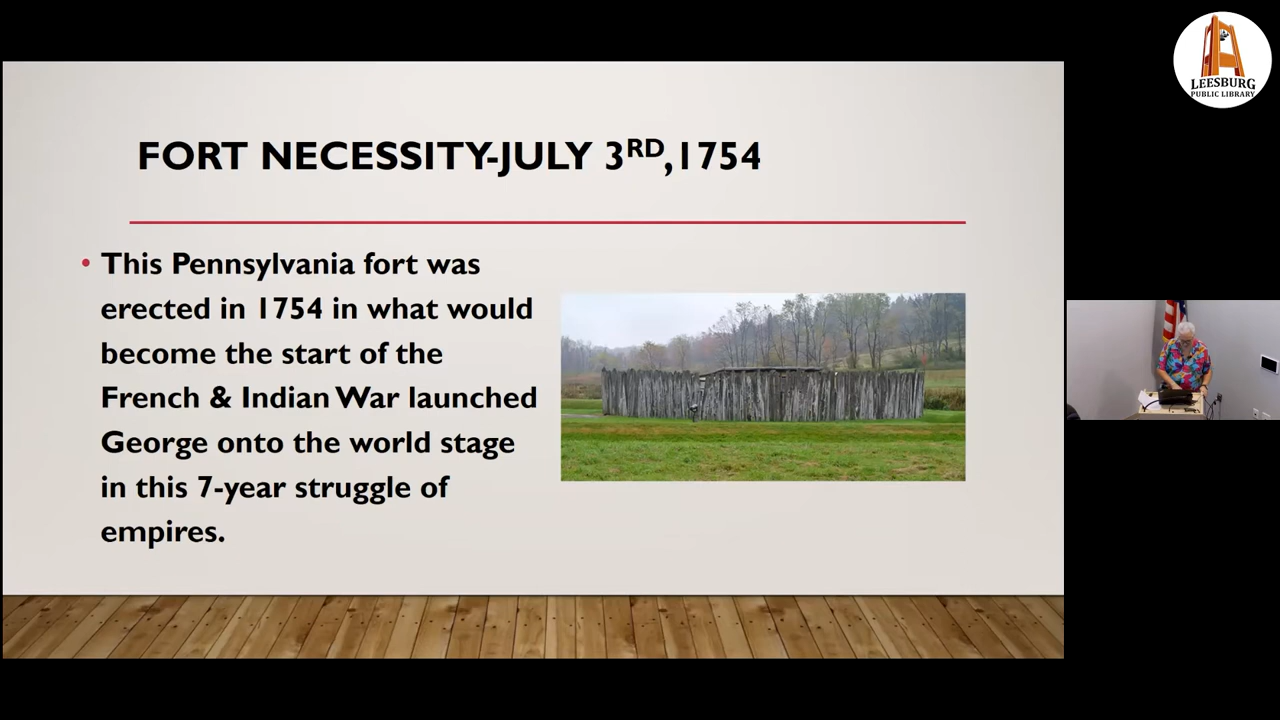 FORT NECESSITY-JULY 3RD,1754
• This Pennsylvania fort was
erected in 1754 in what would
become the start of the
French & Indian War launched
George onto the world stage
in this 7-year struggle of
empires.
LEESBURG
PUBLIC LIBRARY